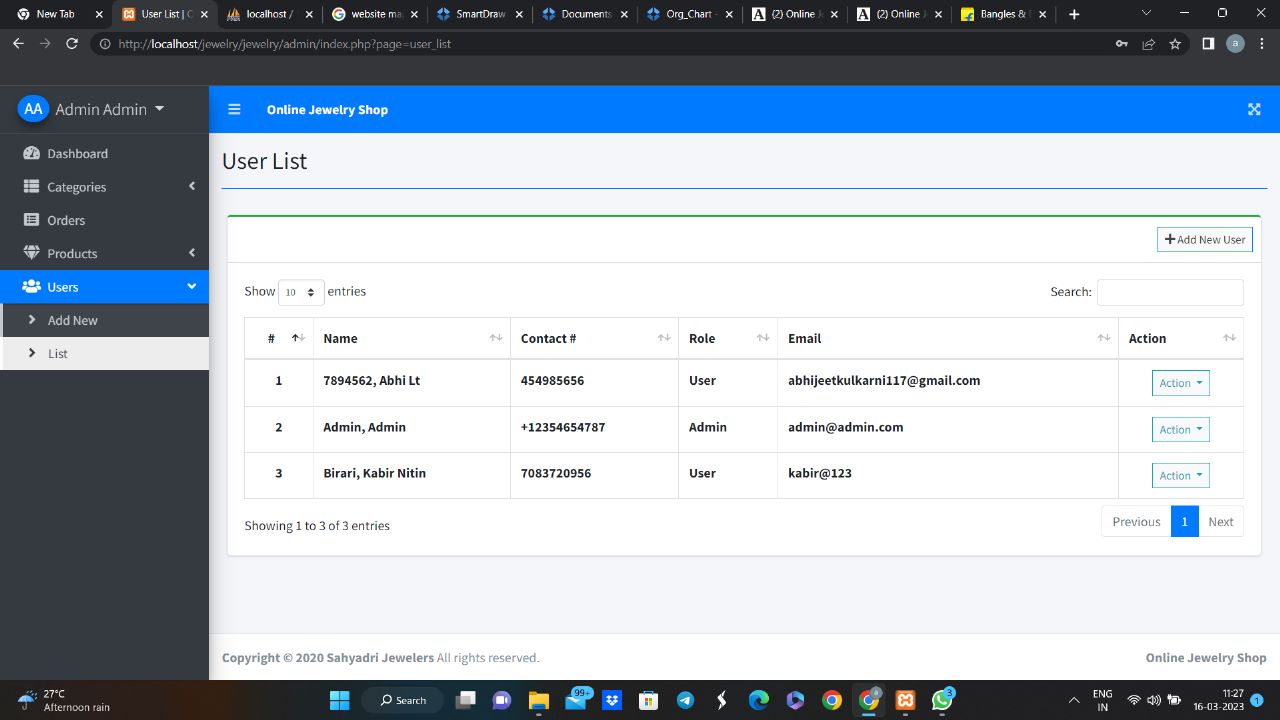 New Tab
User List | O
localhost /
website map
SmartDraw
Documents
Org_Chart -
(2) Online
(2) Online J
Bangles &
http://localhost/jewelry/jewelry/admin/index.php?page=user_list
a
AA Admin Admin
Online Jewelry Shop
Dashboard
Categories
Orders
Products
Users
Add New
List
User List
Add New User
Show 10 entries
Search:
# Name Contact # Role Email Action
1 7894562, Abhi Lt 454985656 User abhijeetkulkarni117@gmail.com Action
2 Admin, Admin +12354654787 Admin admin@admin.com Action
3 Birari, Kabir Nitin 7083720956 User kabir@123 Action
Showing 1 to 3 of 3 entries
Previous 1 Next
Copyright © 2020 Sahyadri Jewelers All rights reserved.
Online Jewelry Shop
27°C
Afternoon rain
Search
99+
3
ENG
IN
11:27
16-03-2023
1